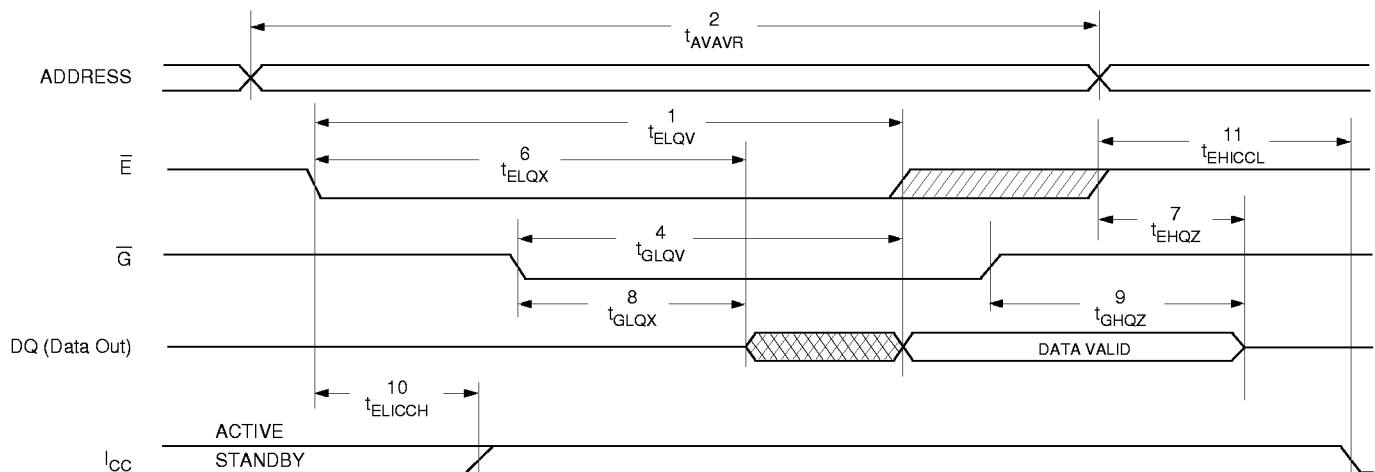 2
tAVAVR
ADDRESS
1
tELQV
11
tEHICCL
E
6
tELQX
7
tEHQZ
4
tGLQV
G
8
tGLQX
9
tGHQZ
DQ (Data Out)
DATA VALID
10
tELICCH
ACTIVE
ICC
STANDBY